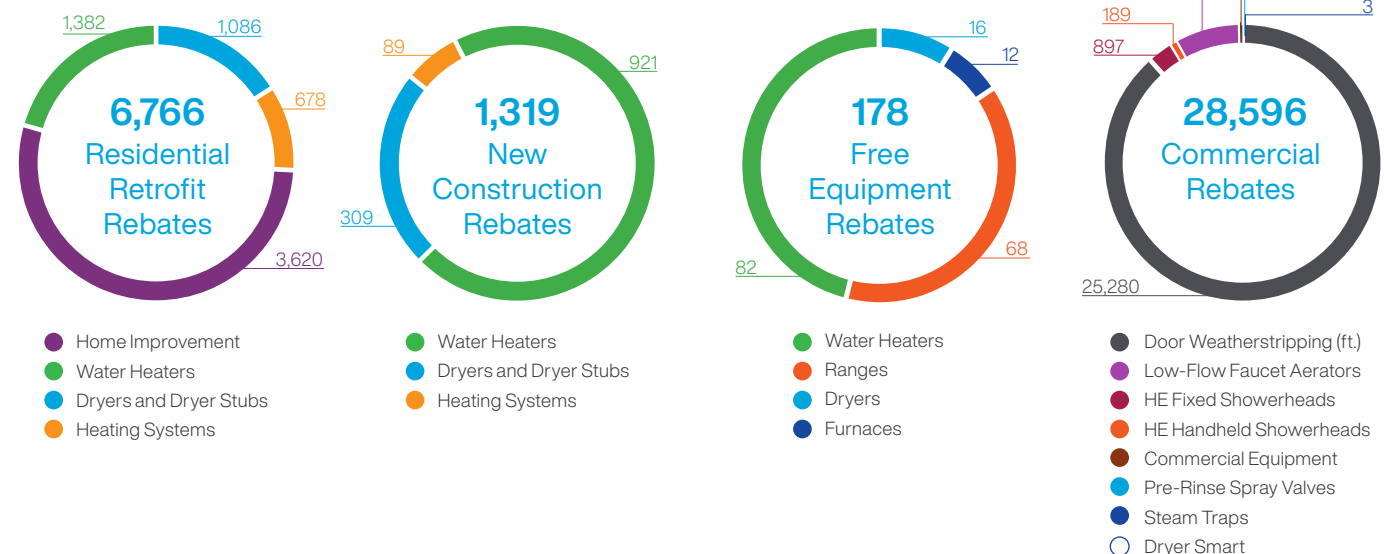 1,382
1,086
678
3,620
6,766
Residential
Retrofit
Rebates
Home Improvement
Water Heaters
Dryers and Dryer Stubs
Heating Systems
89
921
309
1,319
New
Construction
Rebates
Water Heaters
Dryers and Dryer Stubs
Heating Systems
16
12
68
82
178
Free
Equipment
Rebates
Water Heaters
Ranges
Dryers
Furnaces
189
3
897
25,280
28,596
Commercial
Rebates
Door Weatherstripping (ft.)
Low-Flow Faucet Aerators
HE Fixed Showerheads
HE Handheld Showerheads
Commercial Equipment
Pre-Rinse Spray Valves
Steam Traps
Dryer Smart